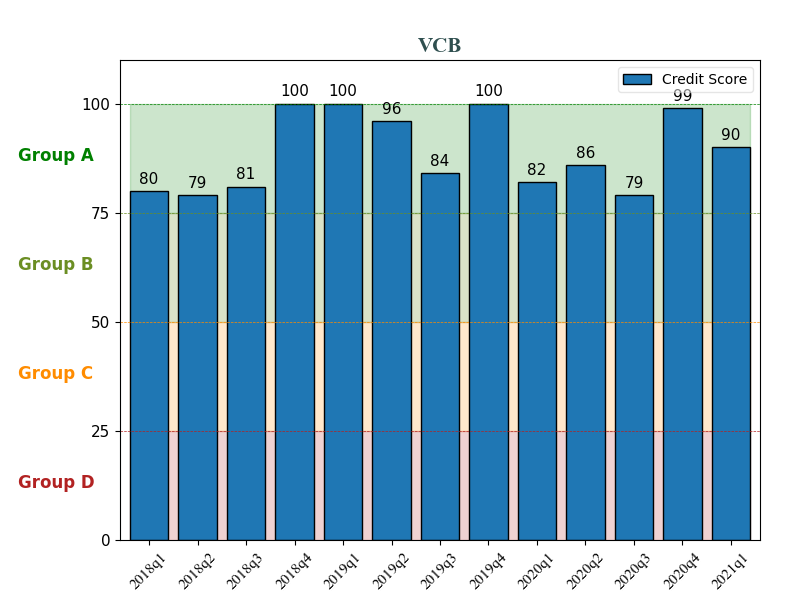 VCB
Credit Score
100
75
50
25
0
Group A
Group B
Group C
Group D
80
79
81
100
100
96
84
100
82
86
79
99
90
2018q1
2018q2
2018q3
2018q4
2019q1
2019q2
2019q3
2019q4
2020q1
2020q2
2020q3
2020q4
2021q1